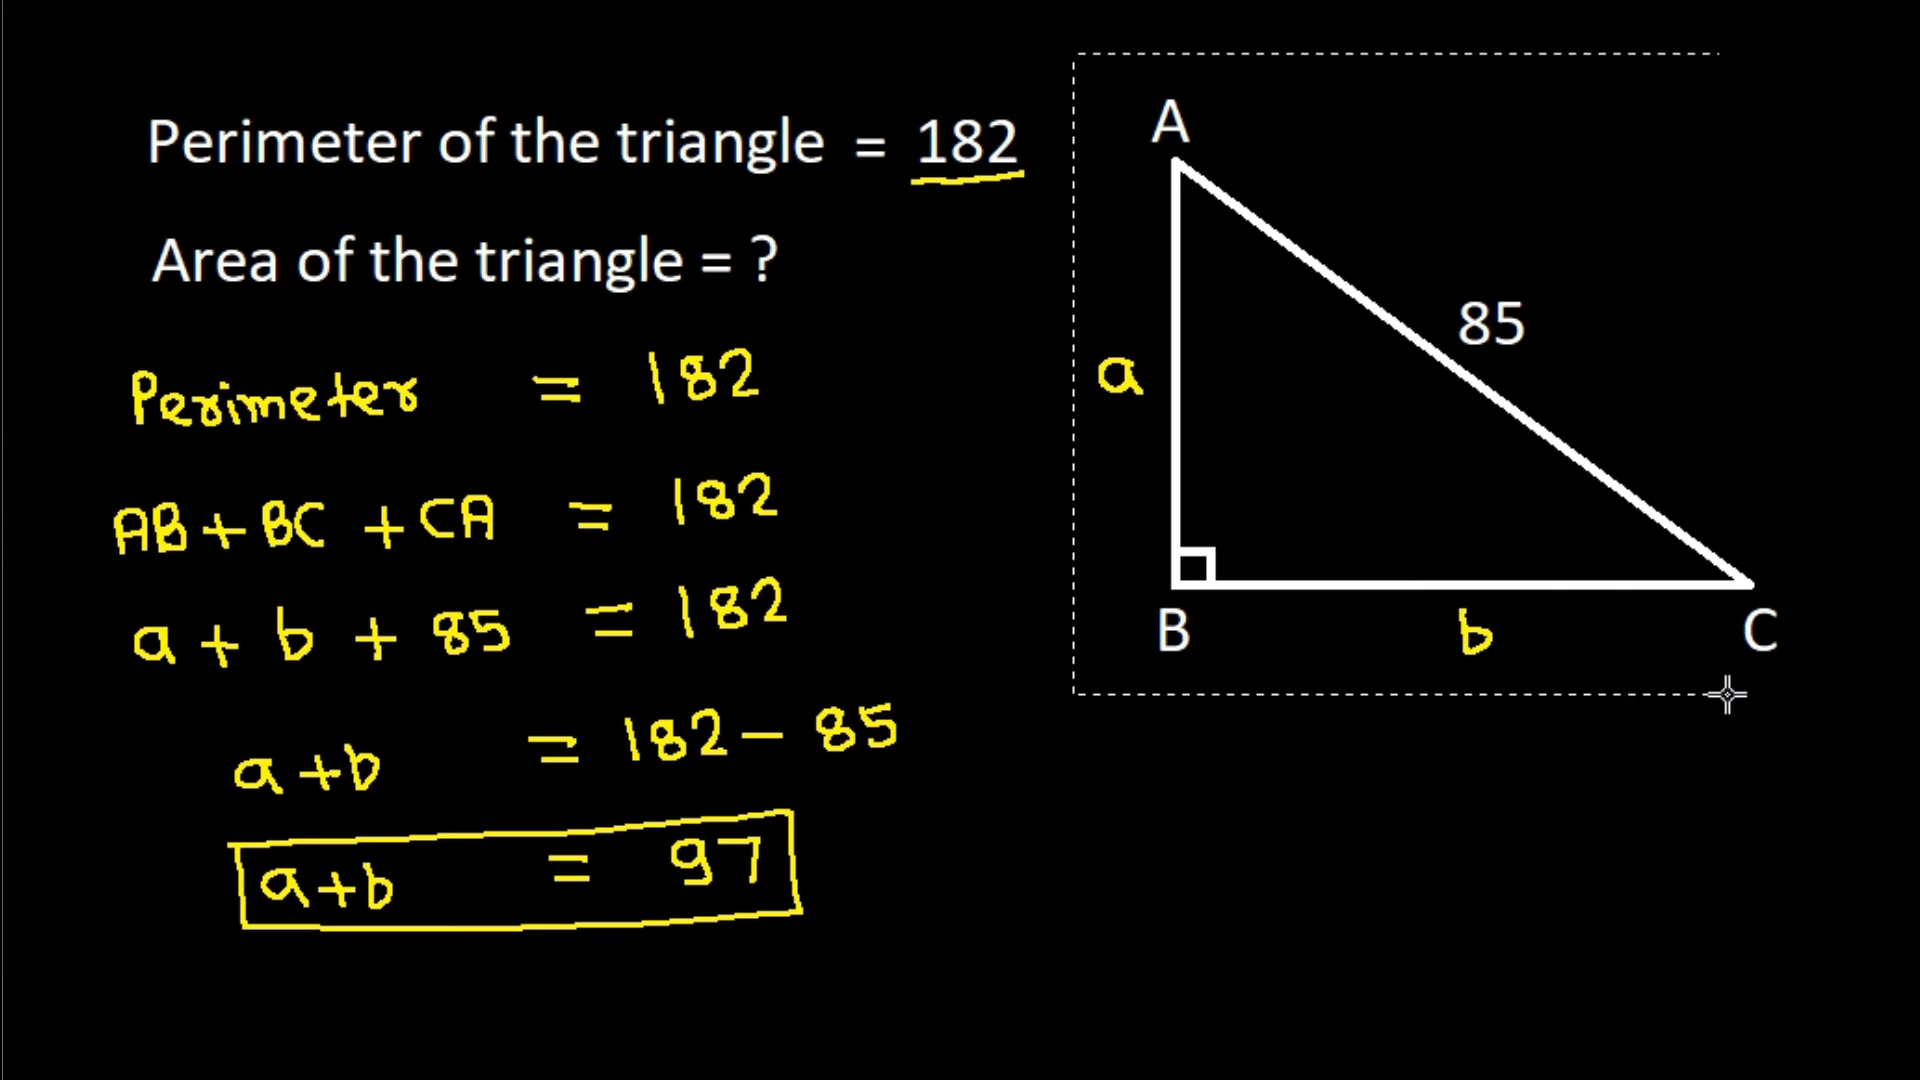 Perimeter of the triangle = 182
Area of the triangle = ?
Perimeter = 182
AB + BC + CA = 182
a + b + 85 = 182
a + b = 182 - 85
a + b = 97
A
85
a
B
b
C